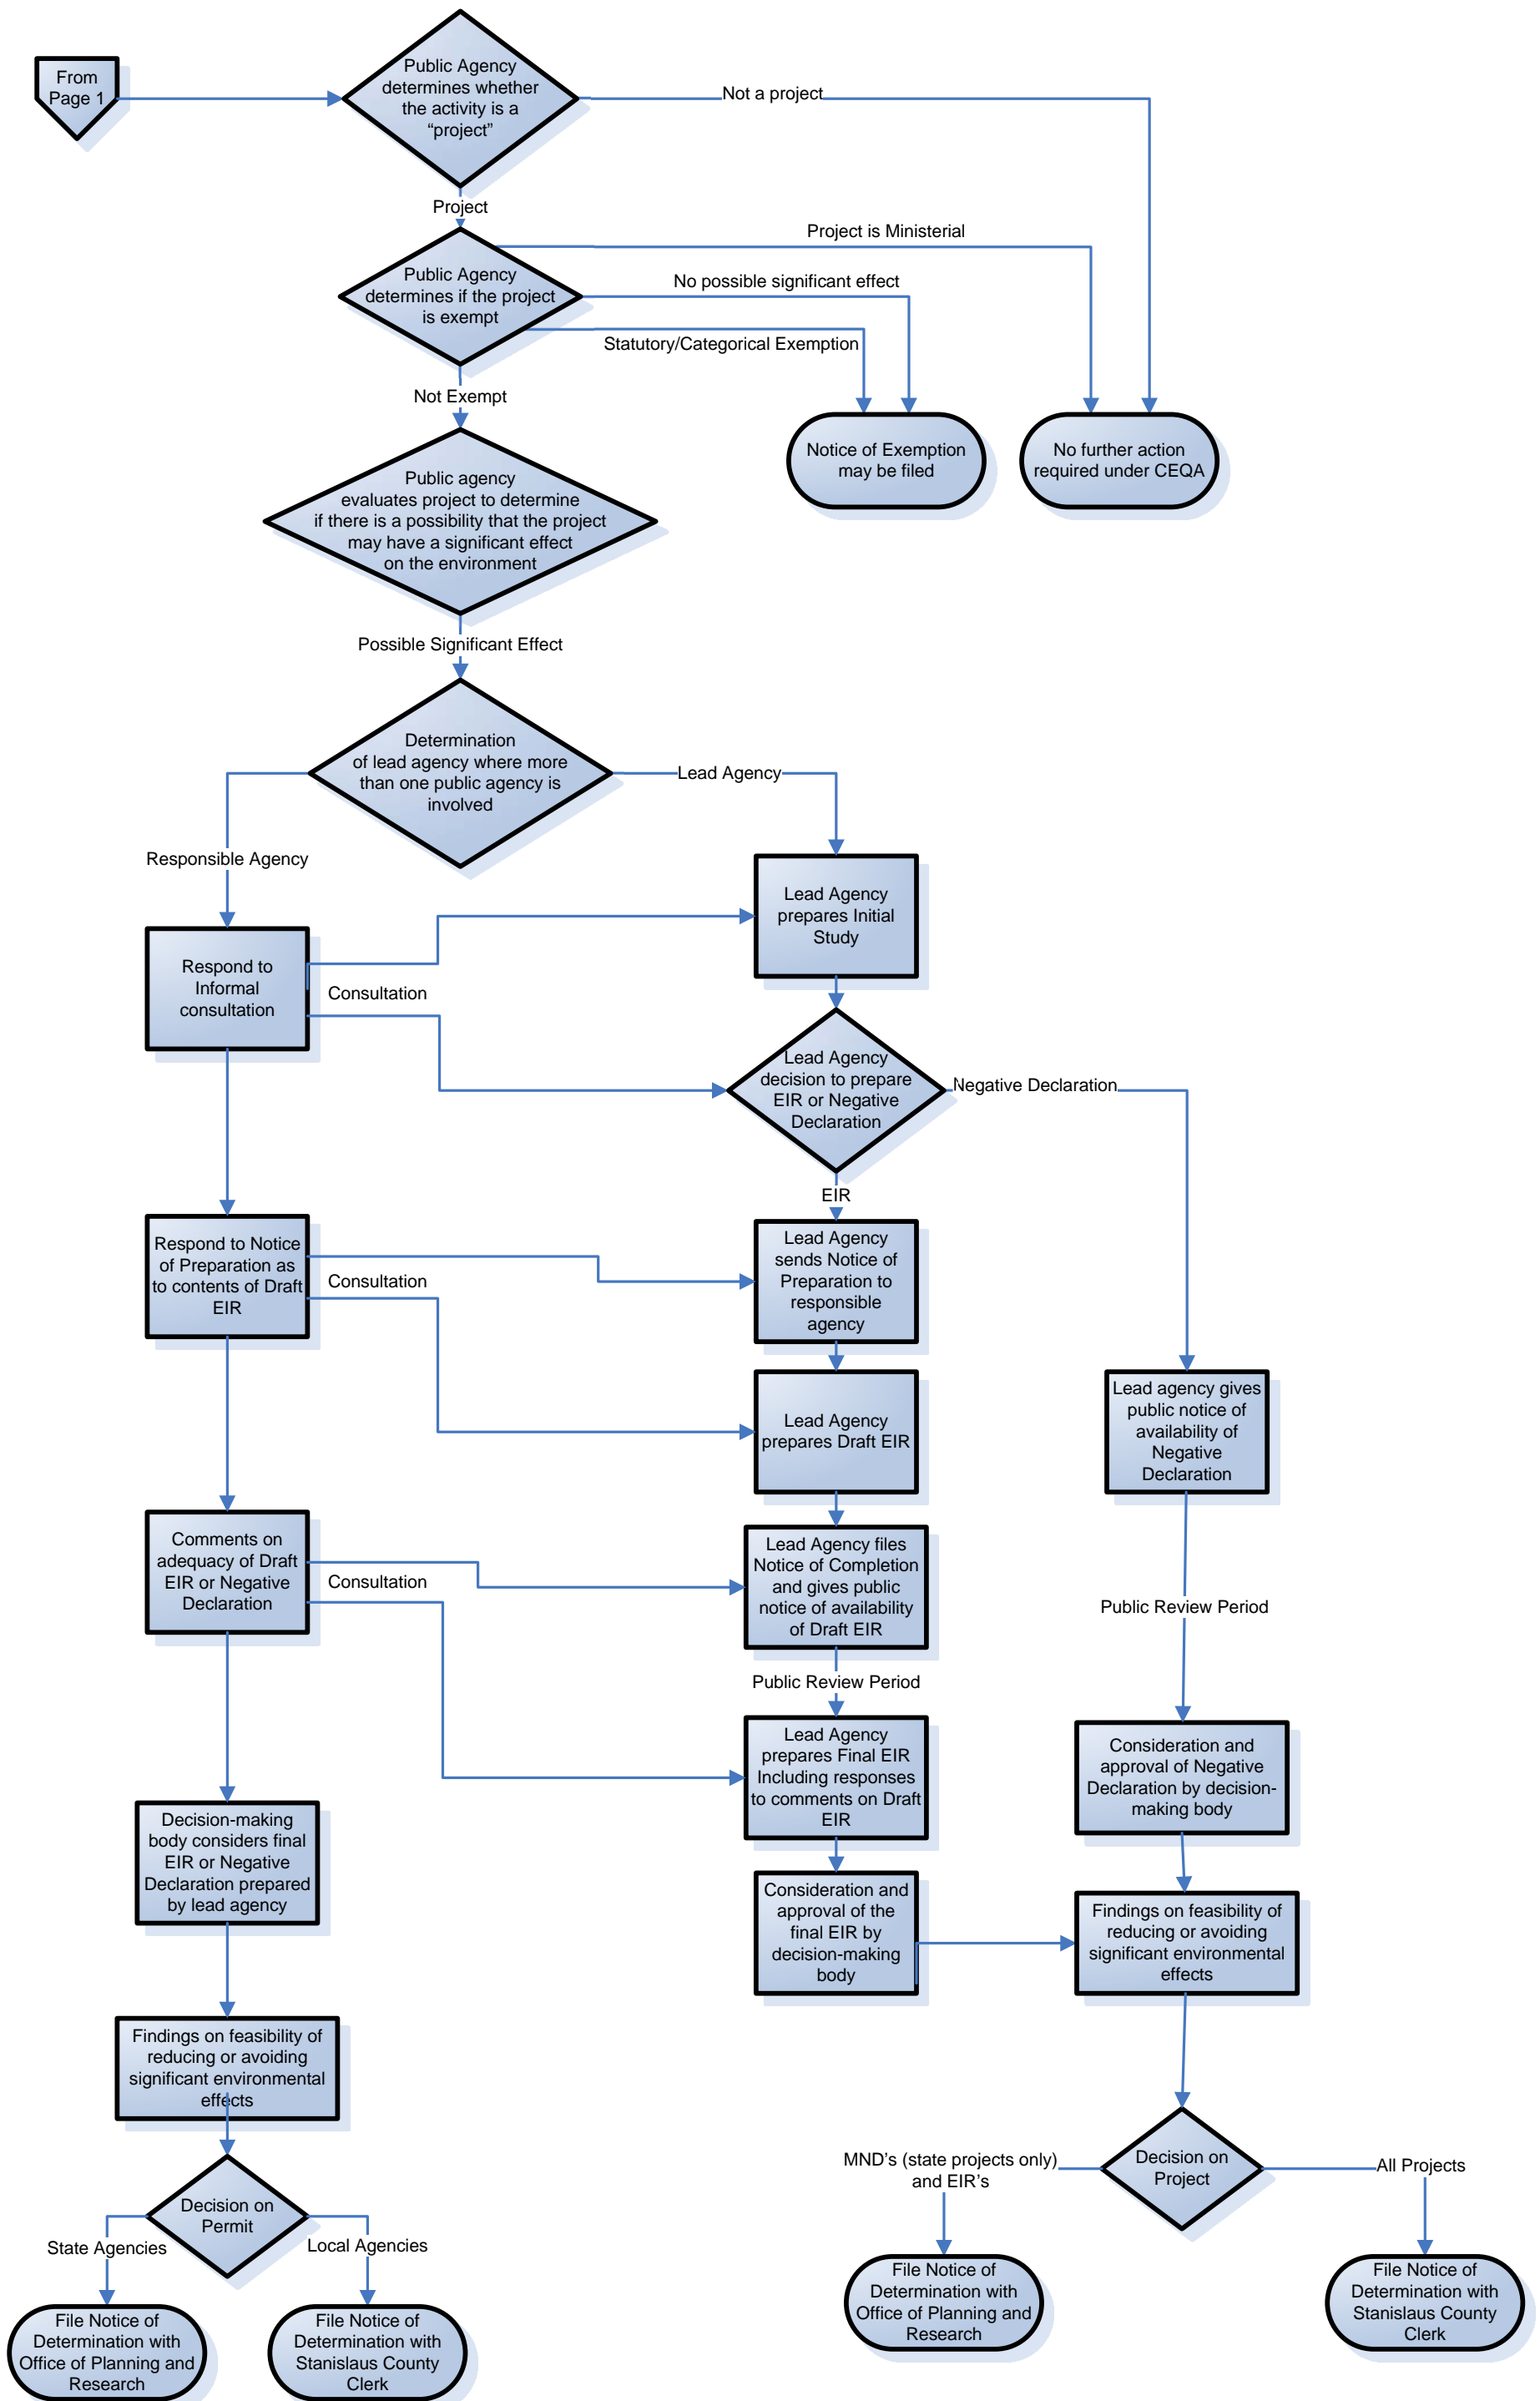 From
Page 1
Public Agency
determines whether
the activity is a
“project”
Not a project
Project
Project is Ministerial
Public Agency
determines if the project
is exempt
No possible significant effect
Statutory/Categorical Exemption
Not Exempt
Notice of Exemption
may be filed
No further action
required under CEQA
Public agency
evaluates project to determine
if there is a possibility that the project
may have a significant effect
on the environment
Possible Significant Effect
Determination
of lead agency where more
than one public agency is
involved
Lead Agency
Responsible Agency
Lead Agency
prepares Initial
Study
Respond to
Informal
consultation
Consultation
Lead Agency
decision to prepare
EIR or Negative
Declaration
Negative Declaration
EIR
Respond to Notice
of Preparation as
to contents of Draft
EIR
Consultation
Lead Agency
sends Notice of
Preparation to
responsible
agency
Lead Agency
prepares Draft EIR
Lead agency gives
public notice of
availability of
Negative
Declaration
Comments on
adequacy of Draft
EIR or Negative
Declaration
Consultation
Lead Agency files
Notice of Completion
and gives public
notice of availability
of Draft EIR
Public Review Period
Public Review Period
Lead Agency
prepares Final EIR
Including responses
to comments on Draft
EIR
Consideration and
approval of Negative
Declaration by decision-
making body
Decision-making
body considers final
EIR or Negative
Declaration prepared
by lead agency
Consideration and
approval of the
final EIR by
decision-making
body
Findings on feasibility of
reducing or avoiding
significant environmental
effects
Findings on feasibility of
reducing or avoiding
significant environmental
effects
Decision on
Permit
State Agencies
Local Agencies
MND's (state projects only)
and EIR's
Decision on
Project
All Projects
File Notice of
Determination with
Office of Planning and
Research
File Notice of
Determination with
Stanislaus County
Clerk
File Notice of
Determination with
Office of Planning and
Research
File Notice of
Determination with
Stanislaus County
Clerk